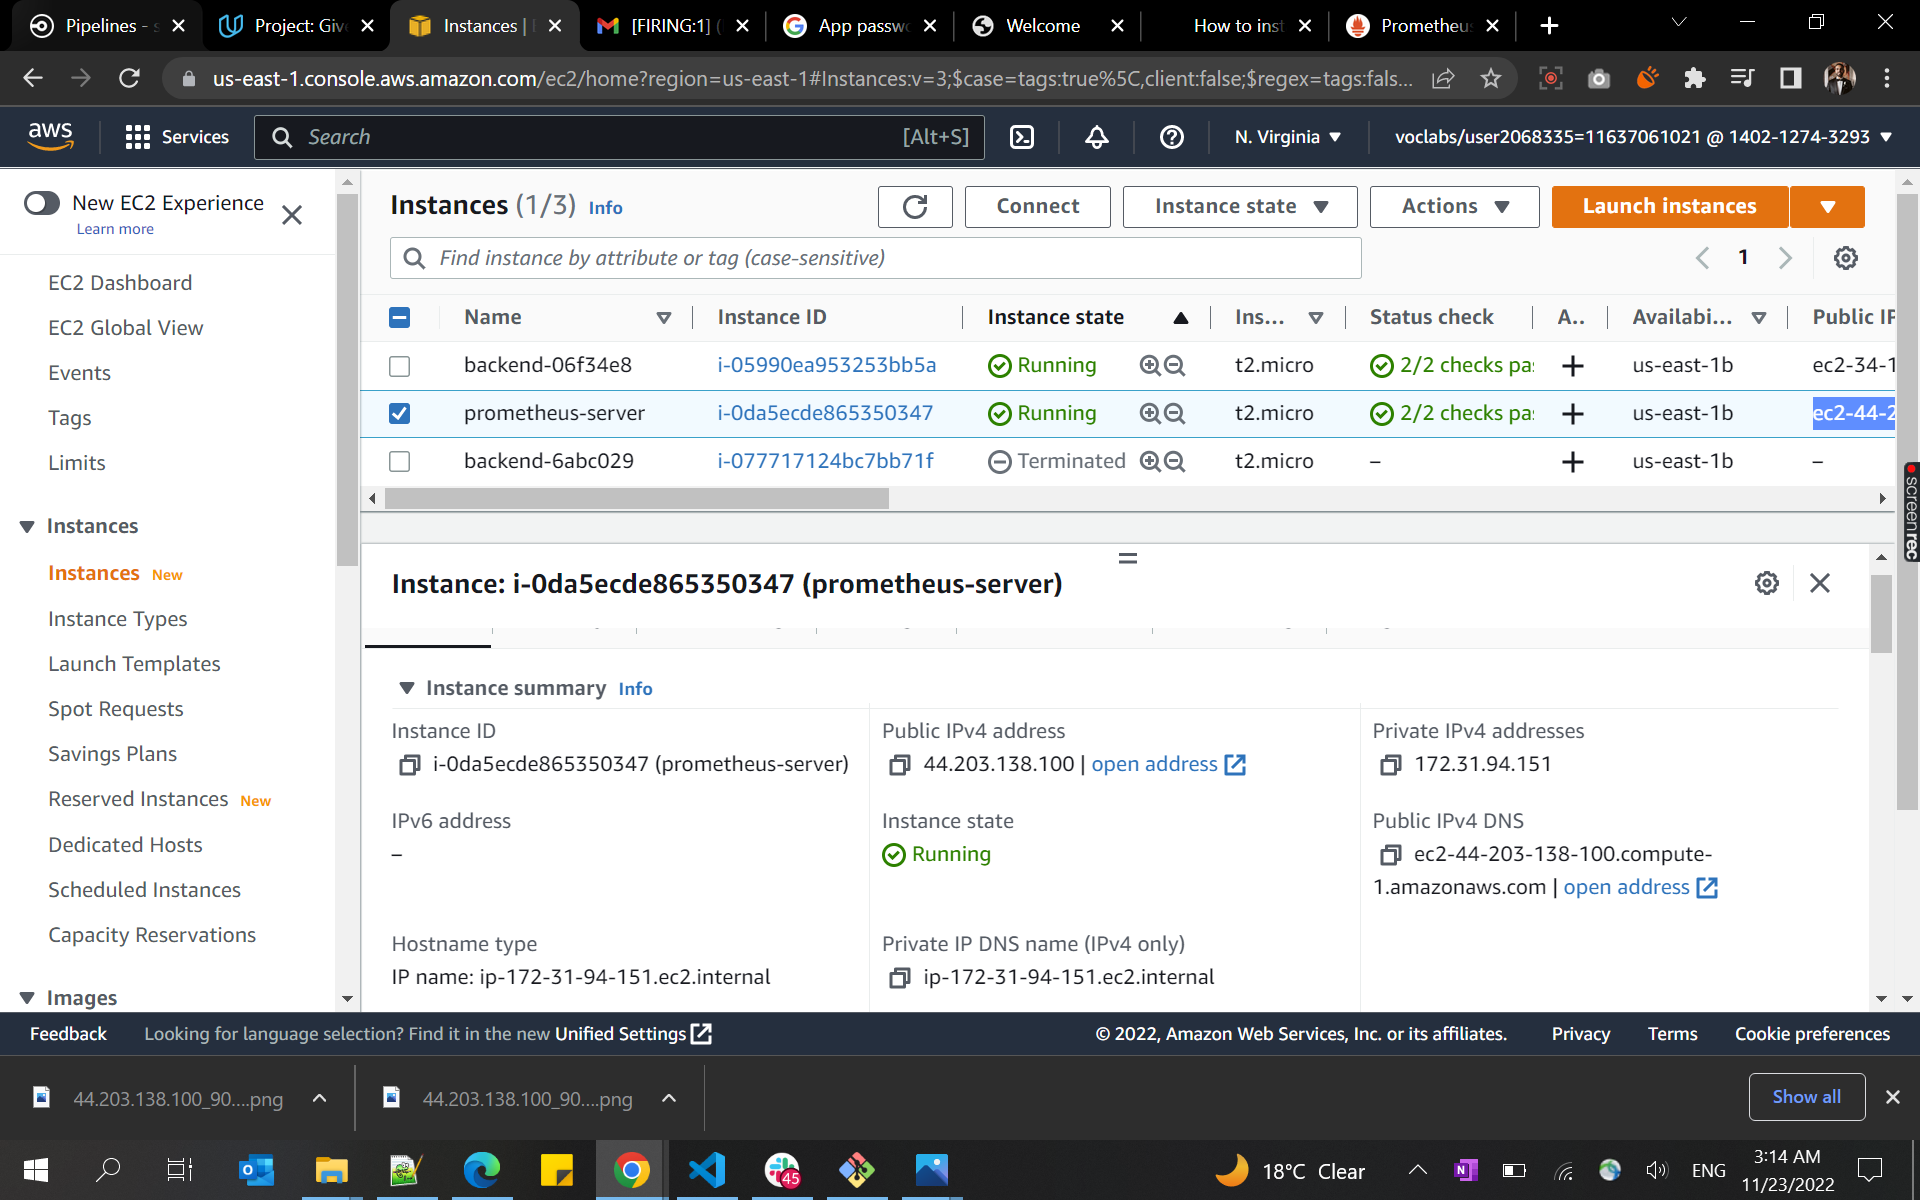 Pipelines - s
Project: Give
Instances | E
[FIRING:1] (
App passwo
Welcome
How to inst
Prometheus
us-east-1.console.aws.amazon.com/ec2/home?region=us-east-1#Instances:v=3;$case=tags:true%5C,client:false;$regex=tags:fals...
aws
Services
Search
[Alt+S]
N. Virginia
voclabs/user2068335=11637061021 @ 1402-1274-3293
New EC2 Experience
Learn more
EC2 Dashboard
EC2 Global View
Events
Tags
Limits
Instances
Instances New
Instance Types
Launch Templates
Spot Requests
Savings Plans
Reserved Instances New
Dedicated Hosts
Scheduled Instances
Capacity Reservations
Images
Instances (1/3) Info
Connect
Instance state
Actions
Launch instances
Find instance by attribute or tag (case-sensitive)
1
Name Instance ID Instance state Ins... Status check A.. Availabi... Public IP
backend-06f34e8 i-05990ea953253bb5a Running t2.micro 2/2 checks pas + us-east-1b ec2-34-1
prometheus-server i-0da5ecde865350347 Running t2.micro 2/2 checks pas + us-east-1b ec2-44-2
backend-6abc029 i-077717124bc7bb71f Terminated t2.micro – + us-east-1b –
Instance: i-0da5ecde865350347 (prometheus-server)
Instance summary Info
Instance ID
i-0da5ecde865350347 (prometheus-server)
Public IPv4 address
44.203.138.100 | open address
Private IPv4 addresses
172.31.94.151
IPv6 address
–
Instance state
Running
Public IPv4 DNS
ec2-44-203-138-100.compute-
1.amazonaws.com | open address
Hostname type
IP name: ip-172-31-94-151.ec2.internal
Private IP DNS name (IPv4 only)
ip-172-31-94-151.ec2.internal
screenrec
Feedback
Looking for language selection? Find it in the new Unified Settings
© 2022, Amazon Web Services, Inc. or its affiliates.
Privacy
Terms
Cookie preferences
44.203.138.100_90....png
44.203.138.100_90....png
Show all
45
18°C Clear
ENG
3:14 AM
11/23/2022